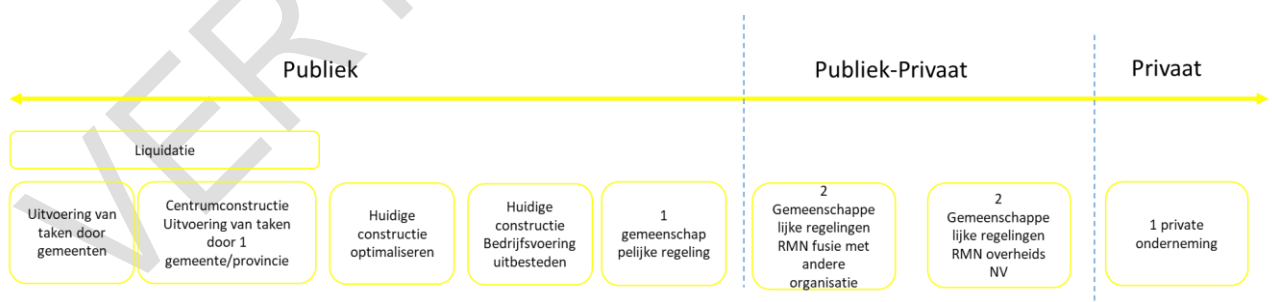 Publiek
Publiek-Privaat
Privaat
Liquidatie
Uitvoering van
taken door
gemeenten
Centrumconstructie
Uitvoering van taken
door 1
gemeente/provincie
Huidige
constructie
optimaliseren
Huidige
constructie
Bedrijfsvoering
uitbesteden
1
gemeenschap
pelijke regeling
2
Gemeenschappe
lijke regelingen
RMN fusie met
andere
organisatie
2
Gemeenschappe
lijke regelingen
RMN overheids
NV
1 private
onderneming
VER